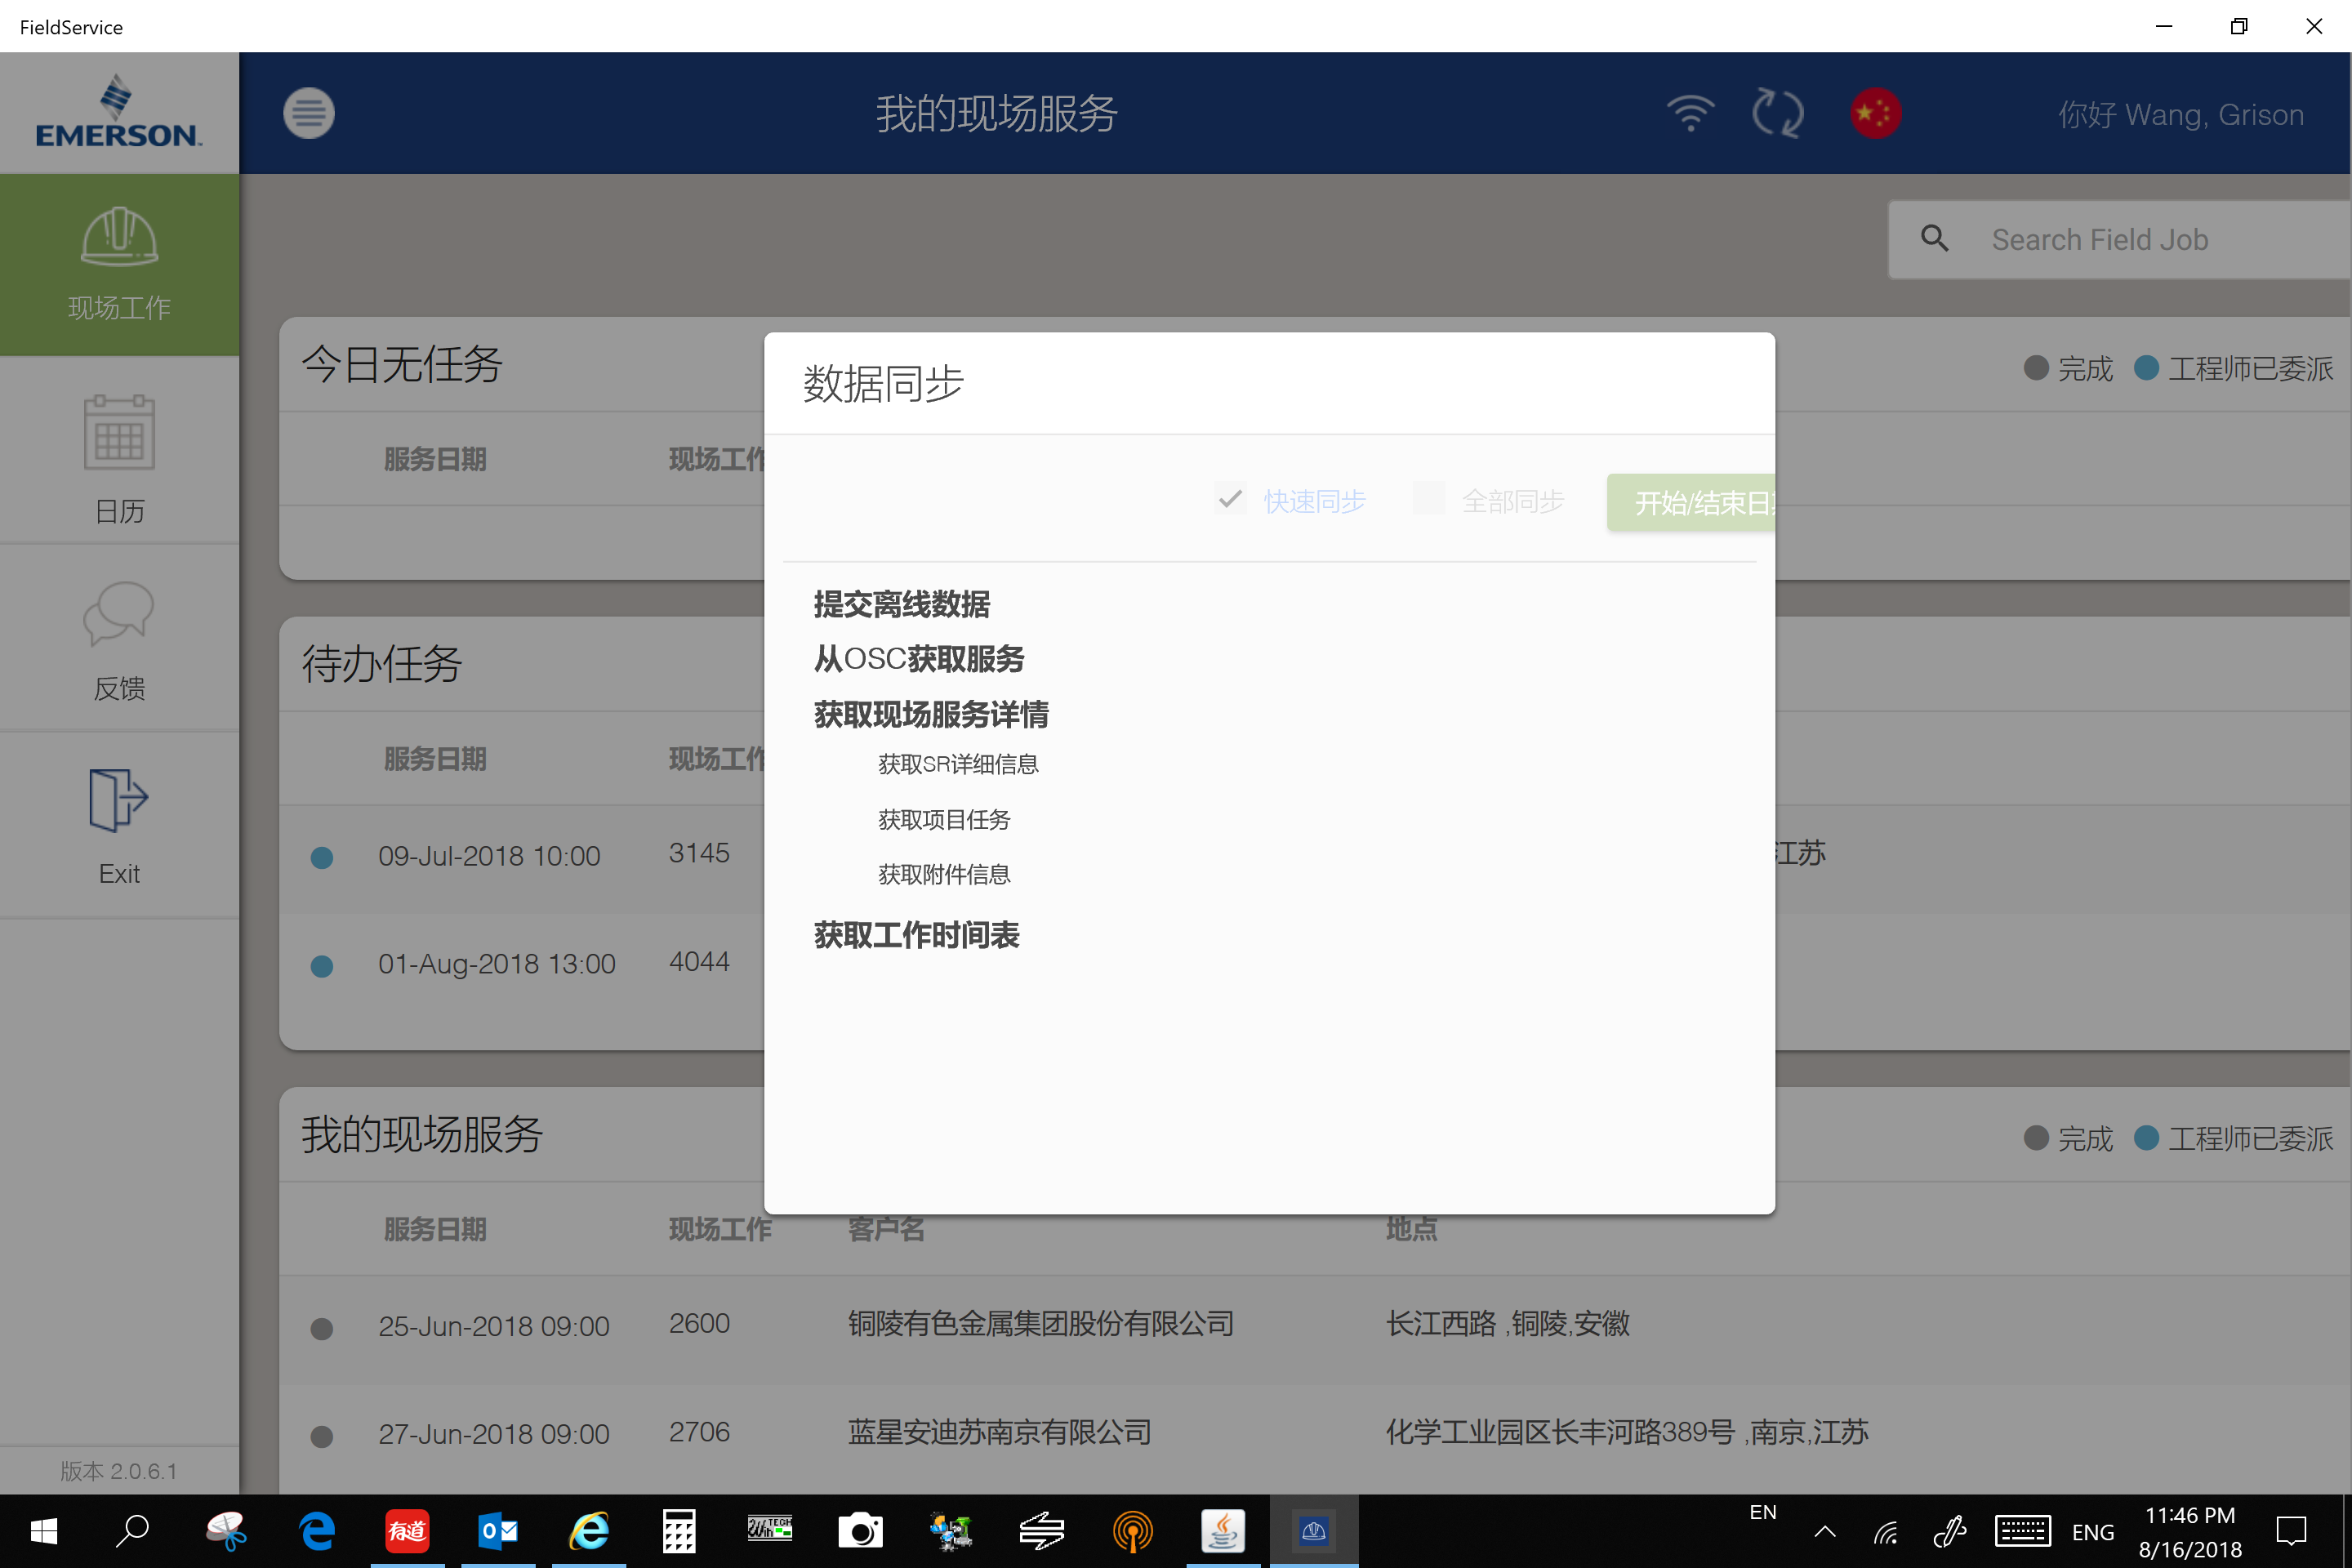 FieldService
EMERSON
我的现场服务
你好 Wang, Grison
现场工作
日历
反馈
Exit
版本 2.0.6.1
Search Field Job
今日无任务
完成 工程师已委派
服务日期 现场工作
待办任务
服务日期 现场工作
09-Jul-2018 10:00 3145 江苏
01-Aug-2018 13:00 4044
数据同步
快速同步 全部同步 开始/结束日
提交离线数据
从OSC获取服务
获取现场服务详情
获取SR详细信息
获取项目任务
获取附件信息
获取工作时间表
我的现场服务
完成 工程师已委派
服务日期 现场工作 客户名 地点
25-Jun-2018 09:00 2600 铜陵有色金属集团股份有限公司 长江西路 ,铜陵,安徽
27-Jun-2018 09:00 2706 蓝星安迪苏南京有限公司 化学工业园区长丰河路389号 ,南京,江苏
有道
WinTECH
EN
ENG
11:46 PM
8/16/2018